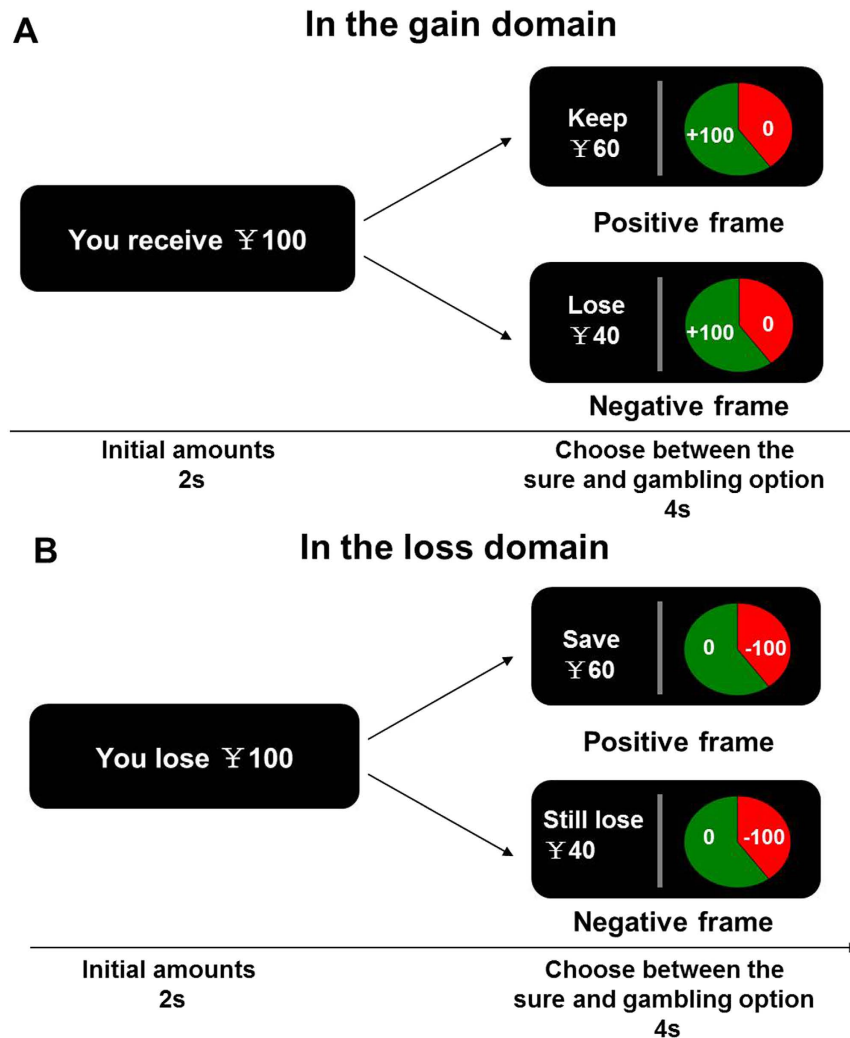 A
In the gain domain
You receive ¥100
Keep
¥60
+100
0
Positive frame
Lose
¥40
+100
0
Negative frame
Initial amounts
2s
Choose between the
sure and gambling option
4s
B
In the loss domain
You lose ¥100
Save
¥60
0
-100
Positive frame
Still lose
¥40
0
-100
Negative frame
Initial amounts
2s
Choose between the
sure and gambling option
4s